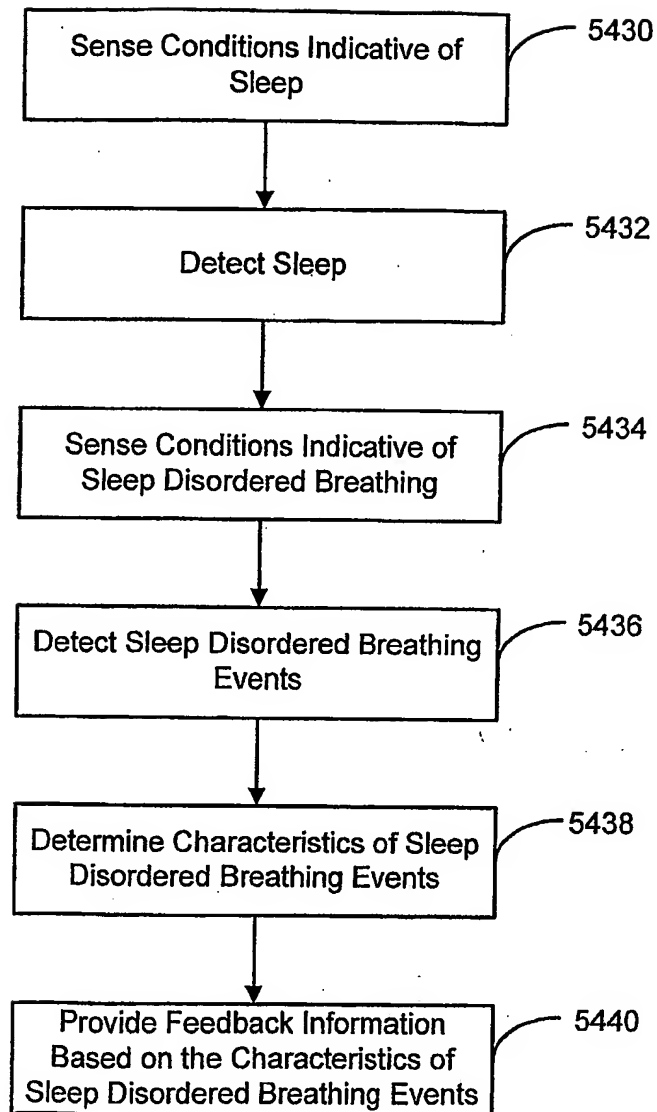 Sense Conditions Indicative of
Sleep
5430
Detect Sleep
5432
Sense Conditions Indicative of
Sleep Disordered Breathing
5434
Detect Sleep Disordered Breathing
Events
5436
Determine Characteristics of Sleep
Disordered Breathing Events
5438
Provide Feedback Information
Based on the Characteristics of
Sleep Disordered Breathing Events
5440